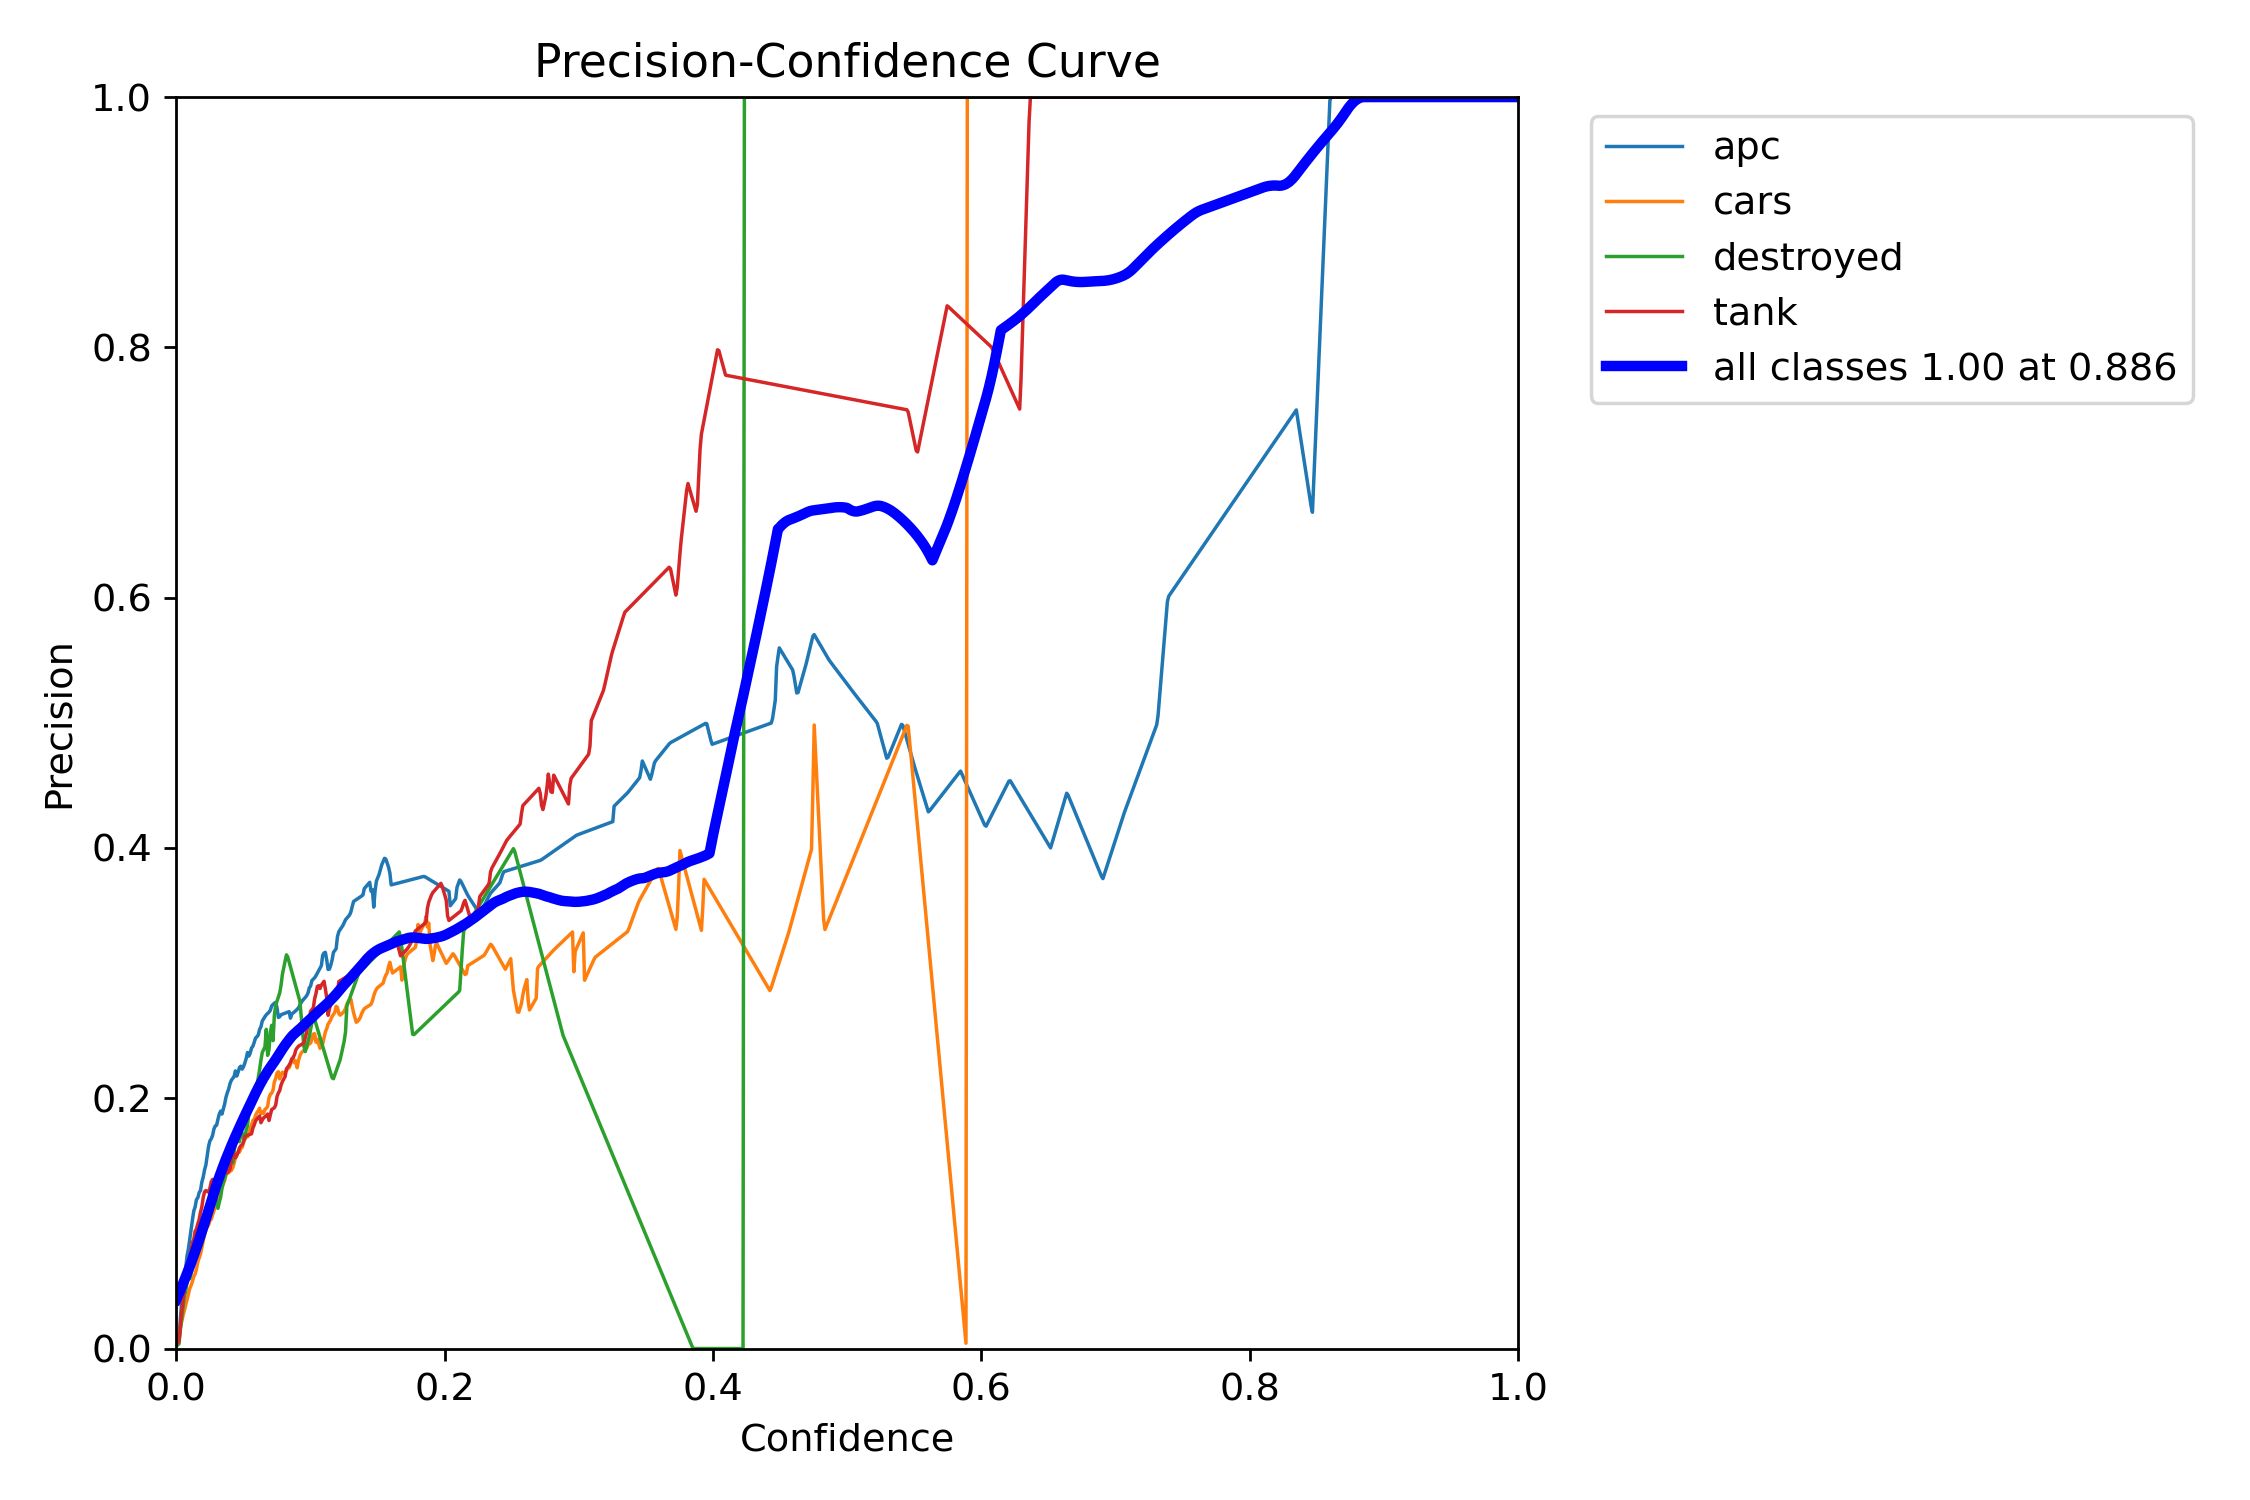 Precision-Confidence Curve
1.0
0.8
0.6
0.4
0.2
0.0
Precision
0.0 0.2 0.4 0.6 0.8 1.0
Confidence
apc
cars
destroyed
tank
all classes 1.00 at 0.886